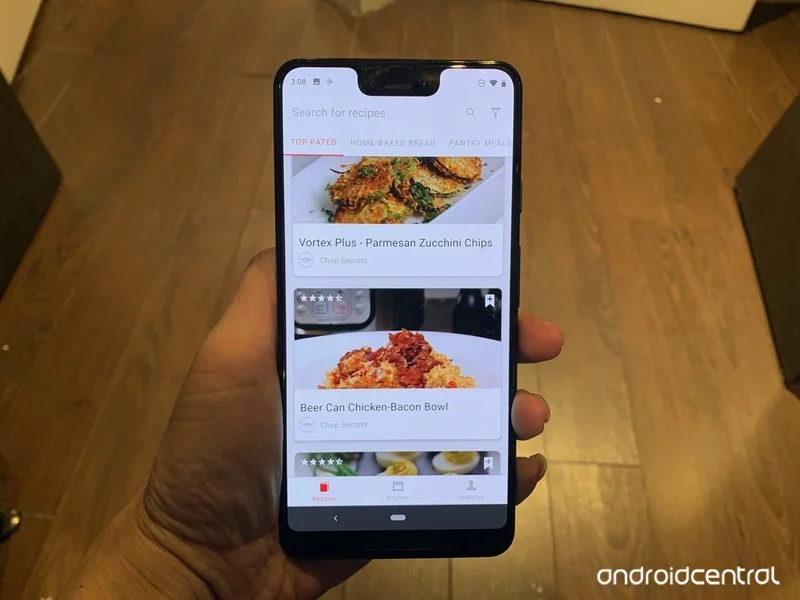 3:08
Search for recipes
TOP RATED HOME-BAKED BREAD PANTRY MEALS
Vortex Plus - Parmesan Zucchini Chips
Chop Secrets
Beer Can Chicken-Bacon Bowl
Chop Secrets
Recipes Kitchen Favorites
androidcentral